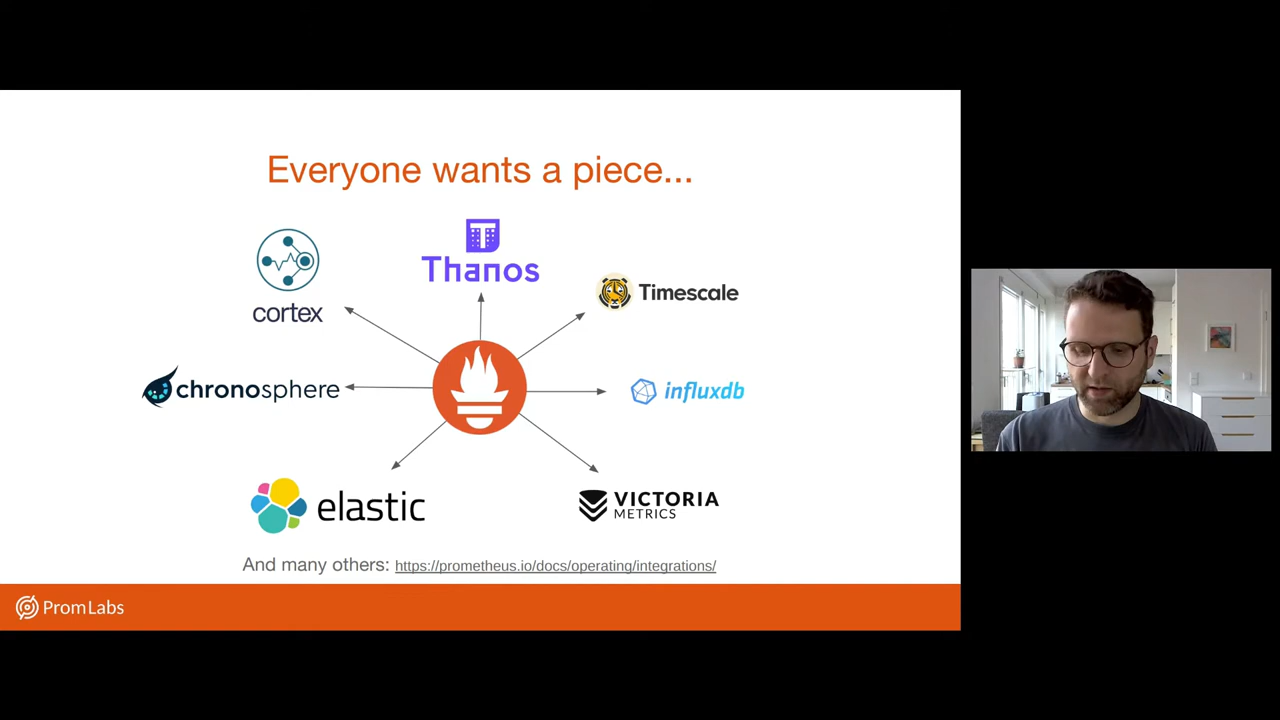 Everyone wants a piece...
cortex
Thanos
Timescale
chronosphere
influxdb
elastic
VICTORIA
METRICS
And many others: https://prometheus.io/docs/operating/integrations/
PromLabs